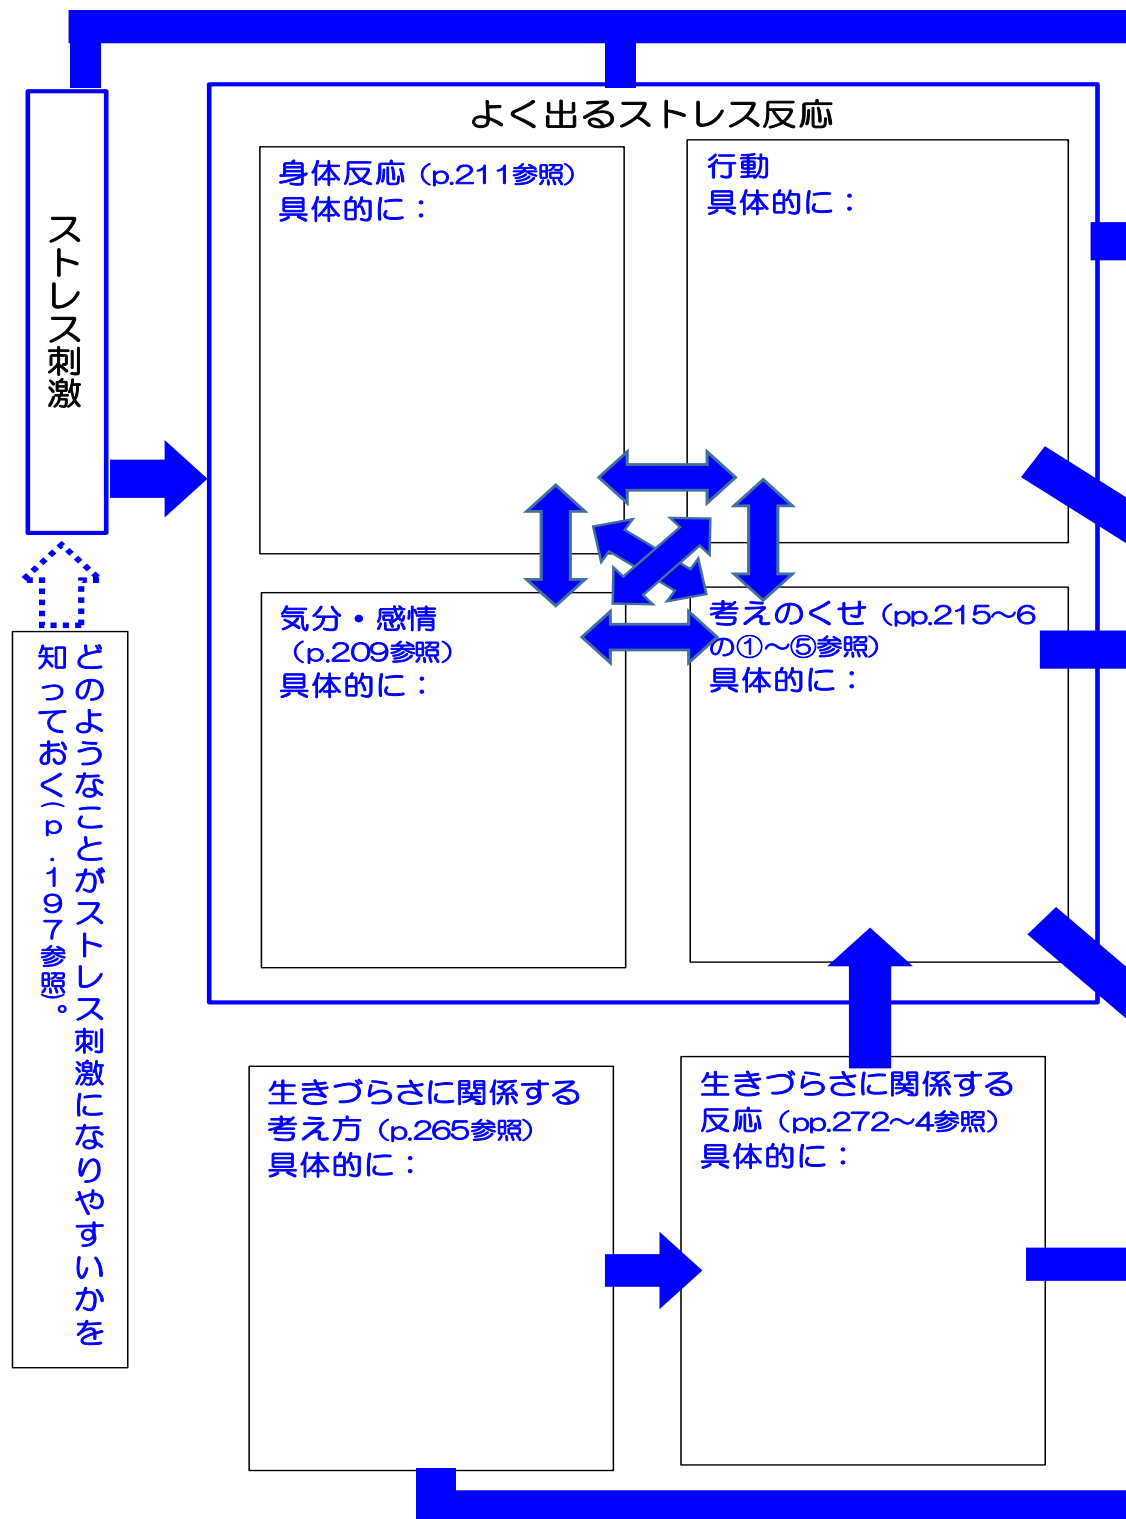 よく出るストレス反応
身体反応（p.211参照）
具体的に：
行動
具体的に：
ストレス刺激
気分・感情
（p.209参照）
具体的に：
考えのくせ（pp.215～6
の①～⑤参照）
具体的に：
どのようなことがストレス刺激になりやすいかを
知っておく（p.197参照）。
生きづらさに関係する
考え方（p.265参照）
具体的に：
生きづらさに関係する
反応（pp.272～4参照）
具体的に：